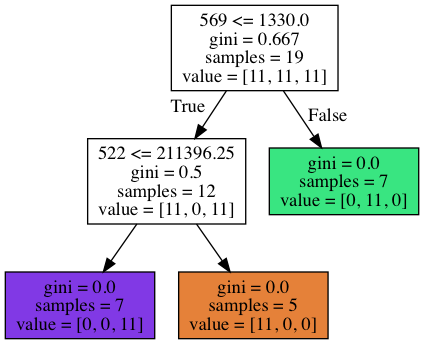 569 <= 1330.0
gini = 0.667
samples = 19
value = [11, 11, 11]
True
False
522 <= 211396.25
gini = 0.5
samples = 12
value = [11, 0, 11]
gini = 0.0
samples = 7
value = [0, 11, 0]
gini = 0.0
samples = 7
value = [0, 0, 11]
gini = 0.0
samples = 5
value = [11, 0, 0]